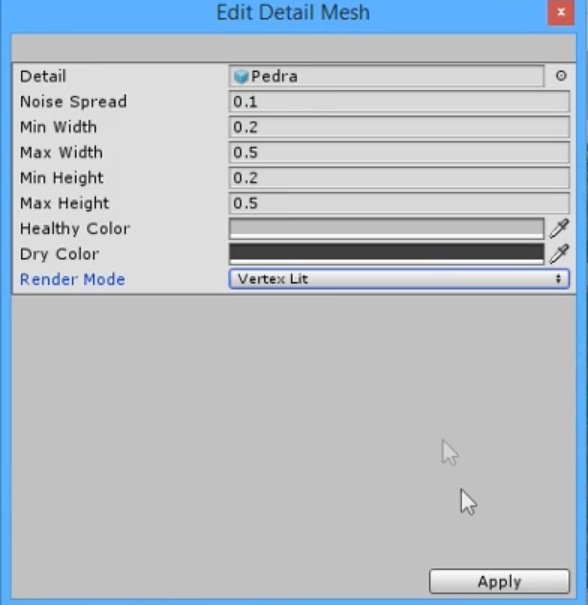 Edit Detail Mesh
x
Detail Pedra
Noise Spread 0.1
Min Width 0.2
Max Width 0.5
Min Height 0.2
Max Height 0.5
Healthy Color
Dry Color
Render Mode Vertex Lit
Apply